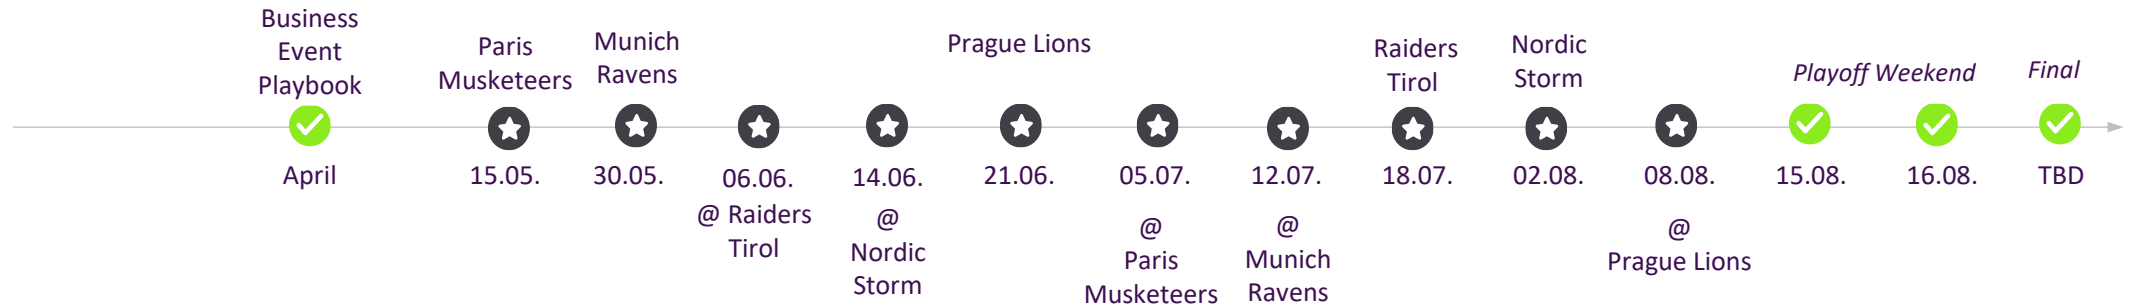 Business
Event
Playbook
April
Paris
Musketeers
15.05.
Munich
Ravens
30.05.
06.06.
@ Raiders
Tirol
14.06.
@
Nordic
Storm
Prague Lions
21.06.
05.07.
@
Paris
Musketeers
12.07.
@
Munich
Ravens
Raiders
Tirol
18.07.
Nordic
Storm
02.08.
08.08.
@
Prague Lions
Playoff Weekend
15.08.
16.08.
Final
TBD